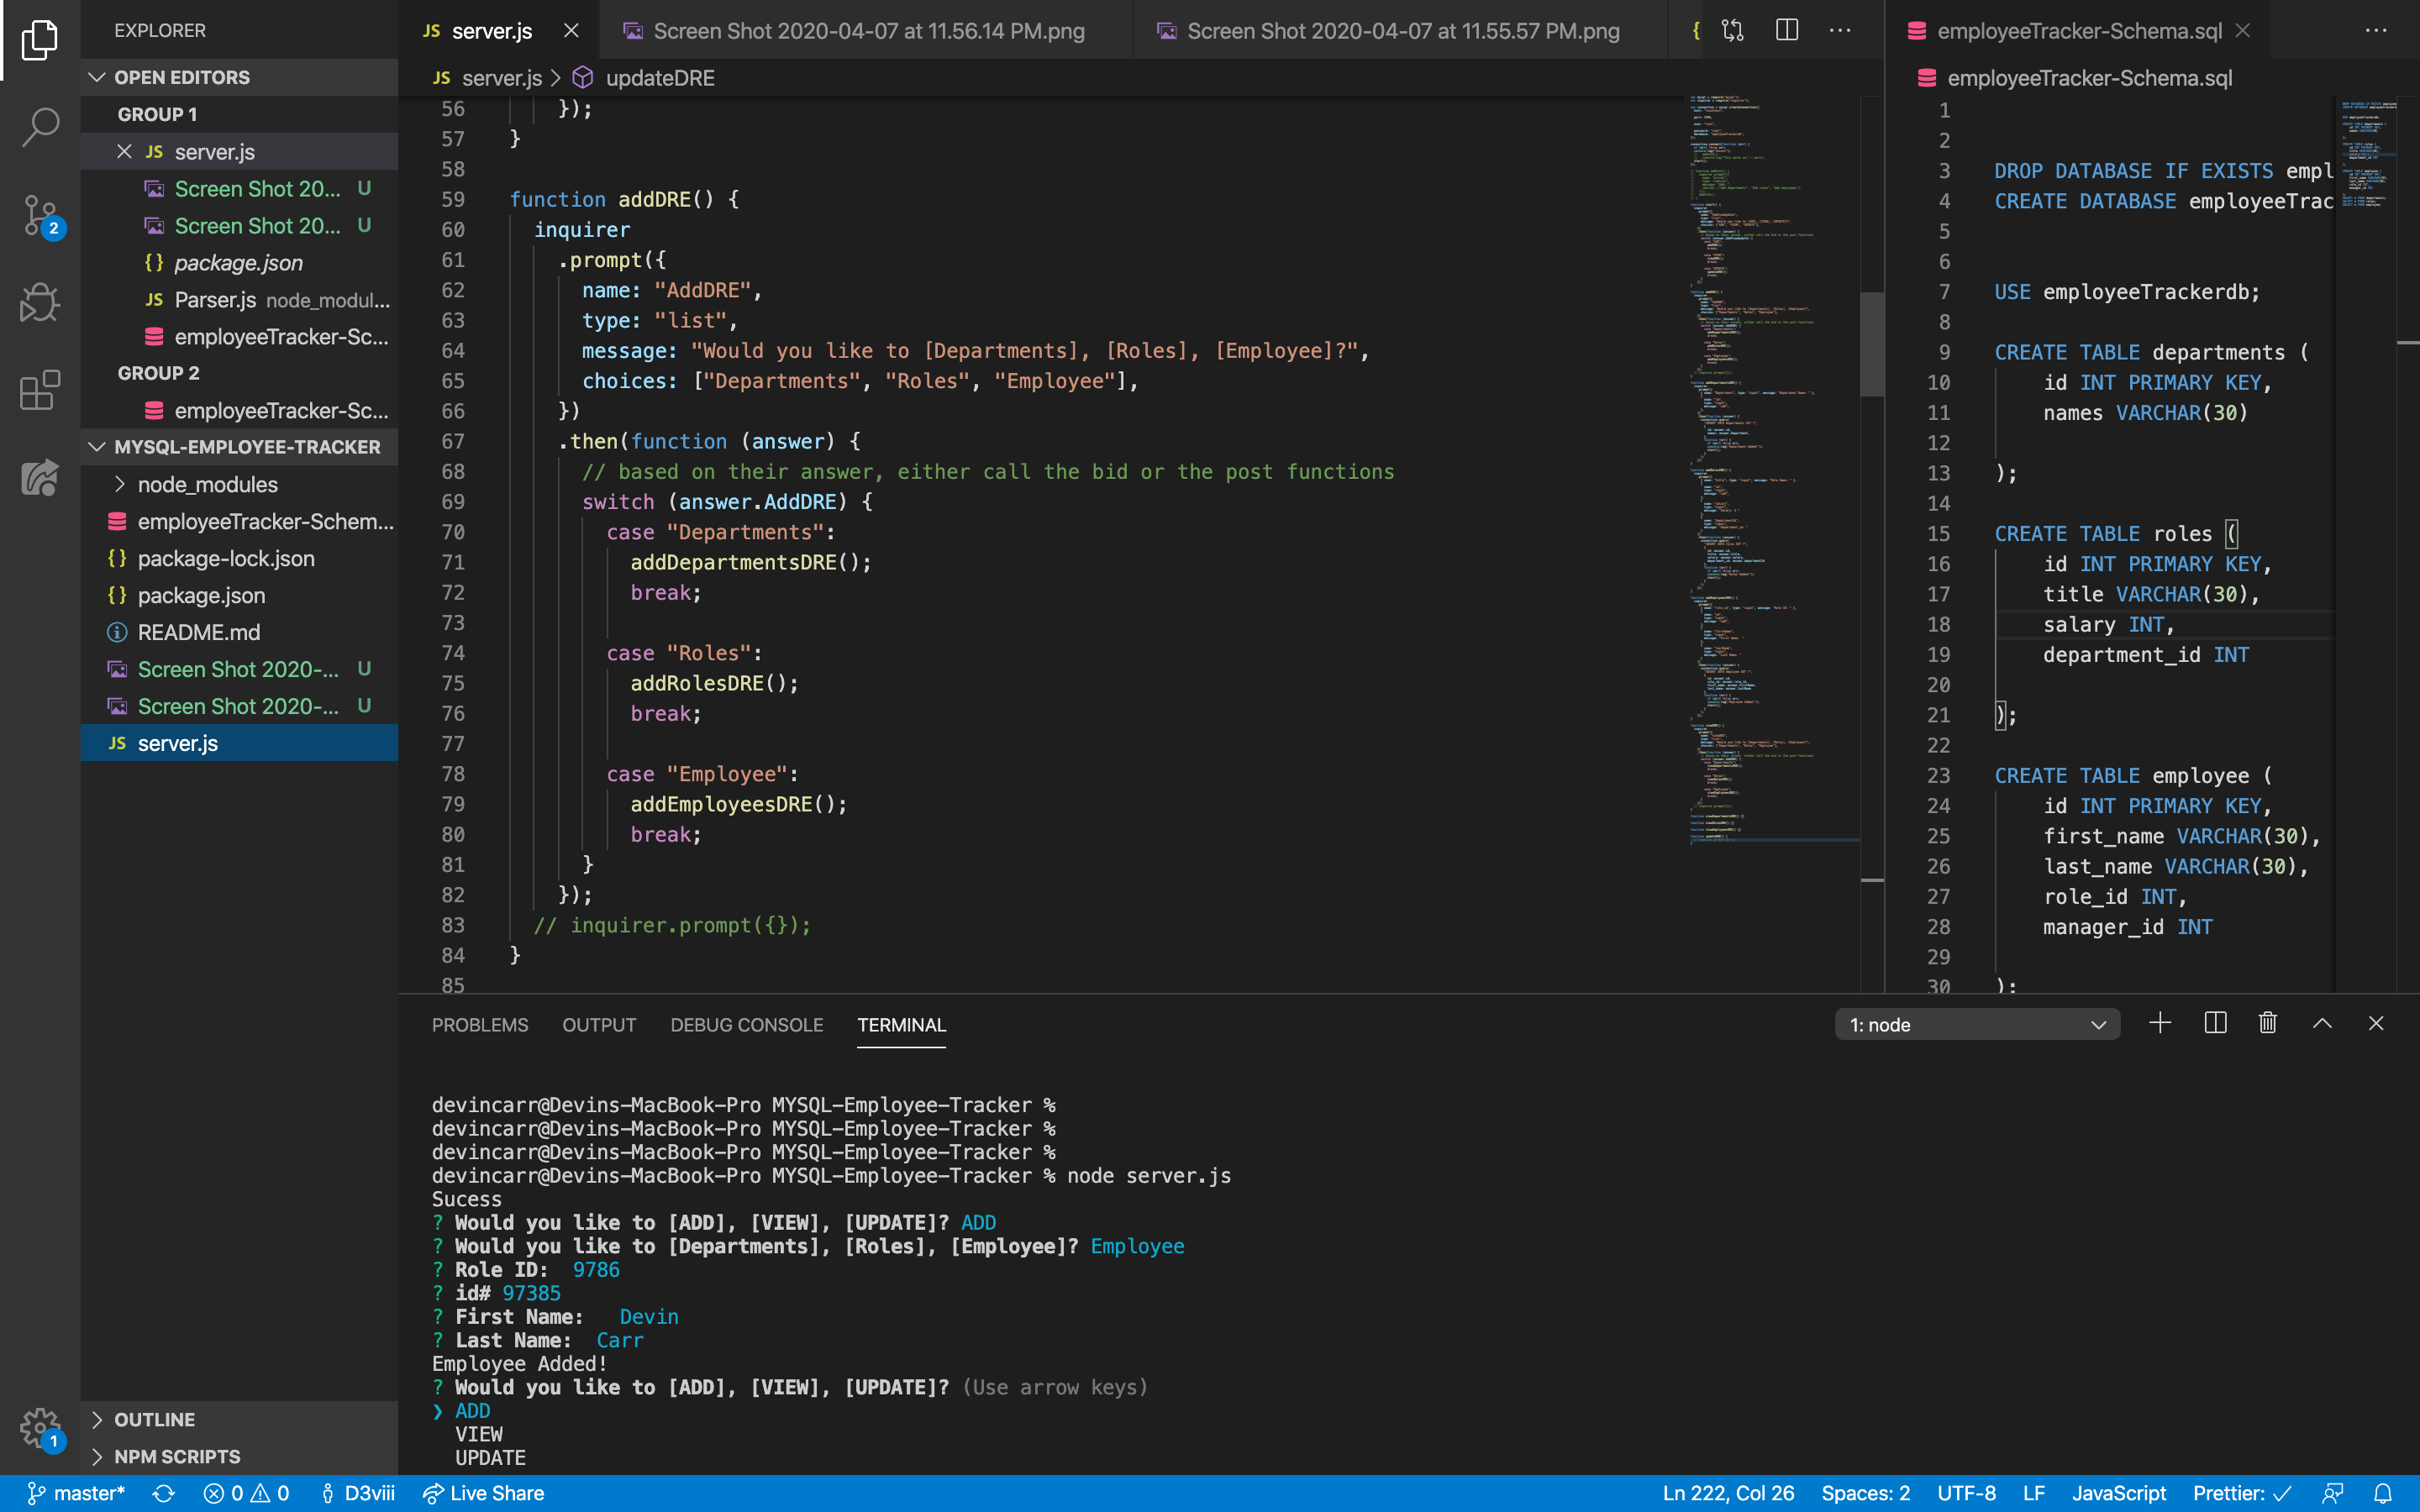 EXPLORER
OPEN EDITORS
GROUP 1
JS server.js
Screen Shot 20... U
Screen Shot 20... U
{} package.json
JS Parser.js node_modul...
employeeTracker-Sc...
GROUP 2
employeeTracker-Sc...
MYSQL-EMPLOYEE-TRACKER
node_modules
employeeTracker-Schem...
{} package-lock.json
{} package.json
README.md
Screen Shot 2020-... U
Screen Shot 2020-... U
JS server.js
OUTLINE
NPM SCRIPTS
2
1
JS server.js
Screen Shot 2020-04-07 at 11.56.14 PM.png
Screen Shot 2020-04-07 at 11.55.57 PM.png
{
JS server.js > updateDRE
56 });
57 }
58
59 function addDRE() {
60 inquirer
61 .prompt({
62 name: "AddDRE",
63 type: "list",
64 message: "Would you like to [Departments], [Roles], [Employee]?",
65 choices: ["Departments", "Roles", "Employee"],
66 })
67 .then(function (answer) {
68 // based on their answer, either call the bid or the post functions
69 switch (answer.AddDRE) {
70 case "Departments":
71 addDepartmentsDRE();
72 break;
73
74 case "Roles":
75 addRolesDRE();
76 break;
77
78 case "Employee":
79 addEmployeesDRE();
80 break;
81 }
82 });
83 // inquirer.prompt({});
84 }
85
employeeTracker-Schema.sql
employeeTracker-Schema.sql
1
2
3 DROP DATABASE IF EXISTS empl
4 CREATE DATABASE employeeTrac
5
6
7 USE employeeTrackerdb;
8
9 CREATE TABLE departments (
10 id INT PRIMARY KEY,
11 names VARCHAR(30)
12
13 );
14
15 CREATE TABLE roles (
16 id INT PRIMARY KEY,
17 title VARCHAR(30),
18 salary INT,
19 department_id INT
20
21 );
22
23 CREATE TABLE employee (
24 id INT PRIMARY KEY,
25 first_name VARCHAR(30),
26 last_name VARCHAR(30),
27 role_id INT,
28 manager_id INT
29
30 );
PROBLEMS OUTPUT DEBUG CONSOLE TERMINAL
1: node
devincarr@Devins-MacBook-Pro MYSQL-Employee-Tracker %
devincarr@Devins-MacBook-Pro MYSQL-Employee-Tracker %
devincarr@Devins-MacBook-Pro MYSQL-Employee-Tracker %
devincarr@Devins-MacBook-Pro MYSQL-Employee-Tracker % node server.js
Sucess
? Would you like to [ADD], [VIEW], [UPDATE]? ADD
? Would you like to [Departments], [Roles], [Employee]? Employee
? Role ID: 9786
? id# 97385
? First Name: Devin
? Last Name: Carr
Employee Added!
? Would you like to [ADD], [VIEW], [UPDATE]? (Use arrow keys)
❯ ADD
VIEW
UPDATE
master* 0 0 D3viii Live Share
Ln 222, Col 26 Spaces: 2 UTF-8 LF JavaScript Prettier: ✓